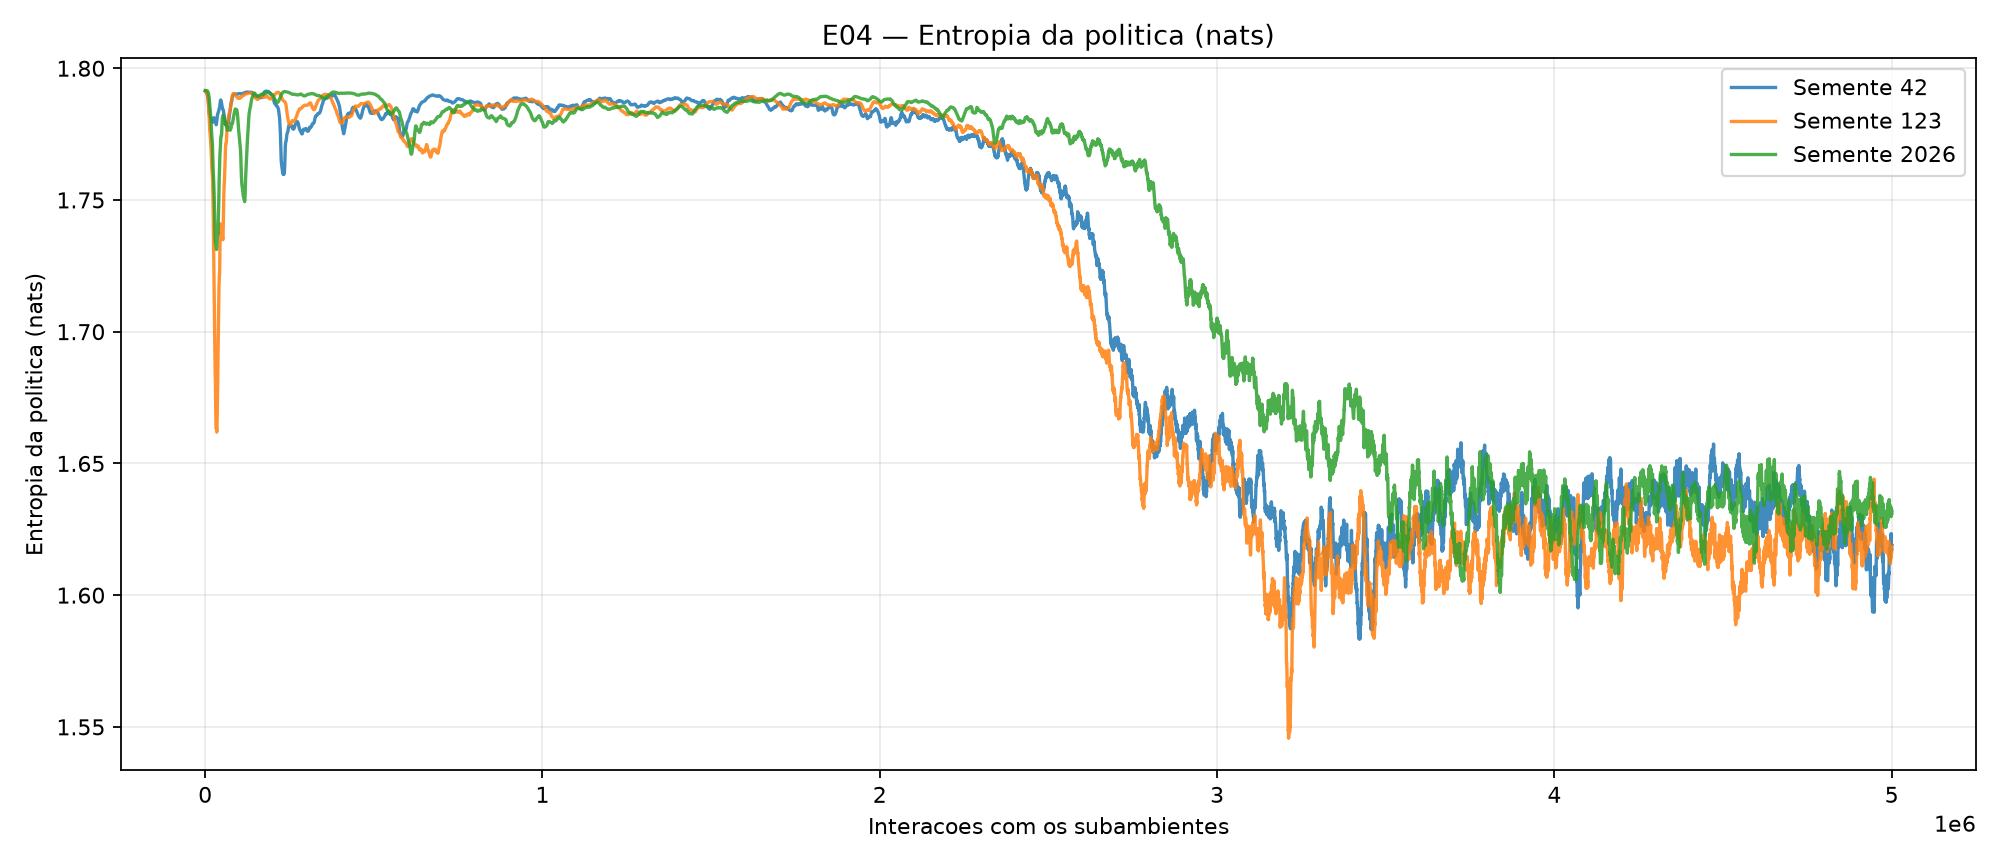 E04 — Entropia da politica (nats)
Semente 42
Semente 123
Semente 2026
Entropia da politica (nats)
1.80
1.75
1.70
1.65
1.60
1.55
0 1 2 3 4 5
1e6
Interacoes com os subambientes